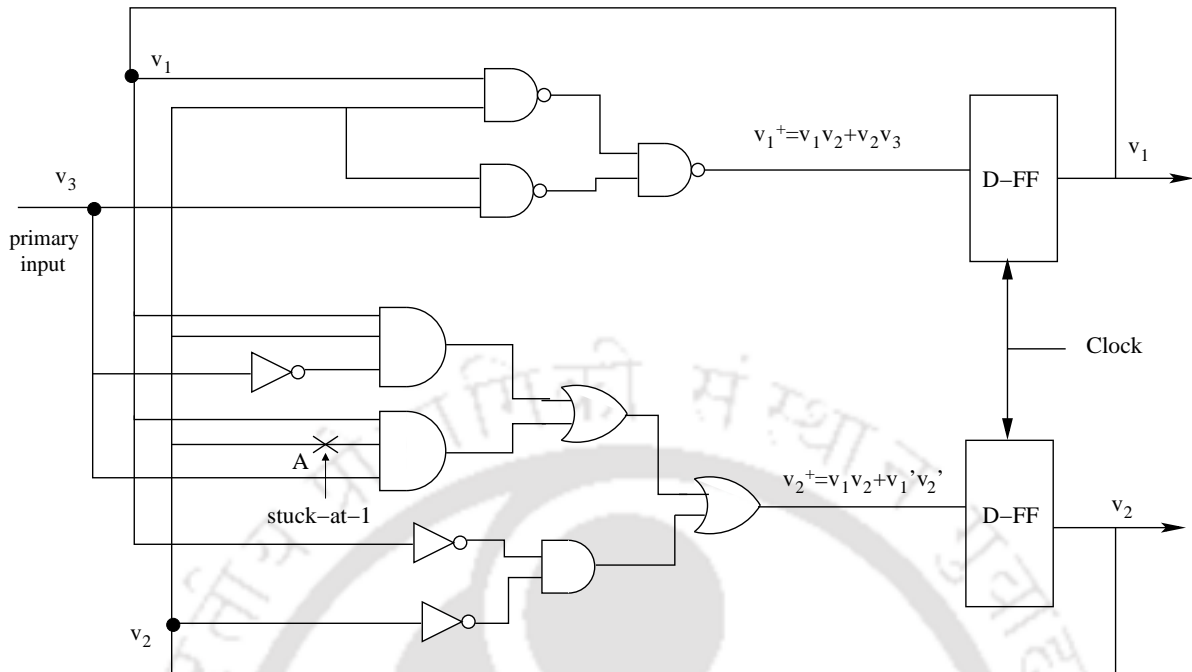 v1
v3
primary
input
v1+=v1v2+v2v3
D−FF
v1
Clock
A
stuck−at−1
v2+=v1v2+v1’v2’
D−FF
v2
v2